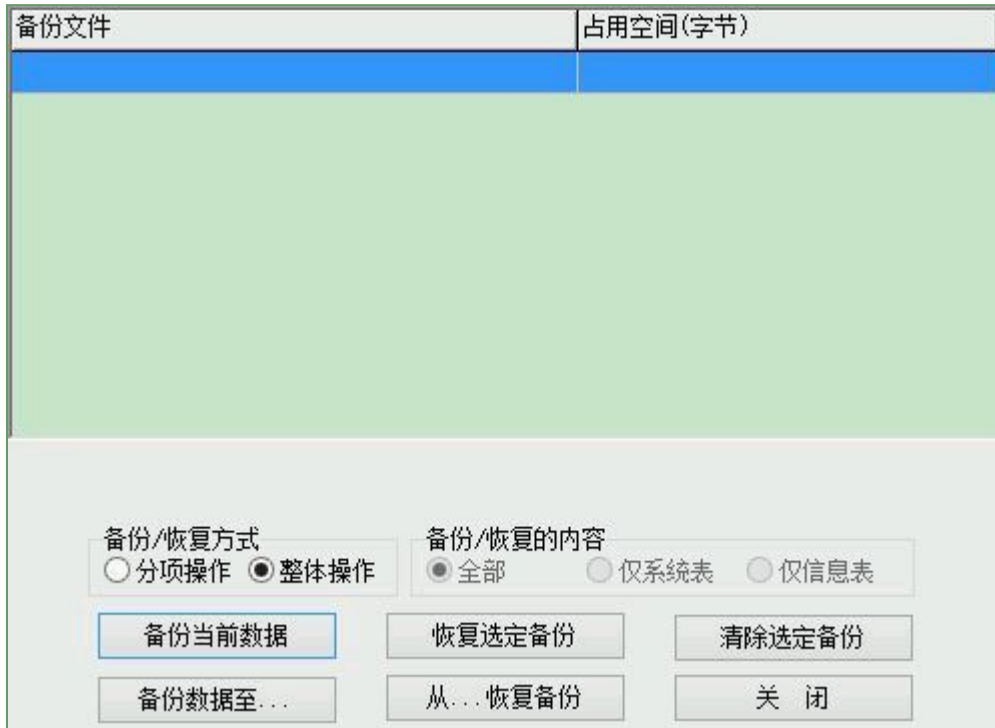 备份文件 占用空间(字节)
备份/恢复方式 备份/恢复的内容
分项操作 整体操作 全部 仅系统表 仅信息表
备份当前数据 恢复选定备份 清除选定备份
备份数据至... 从...恢复备份 关 闭